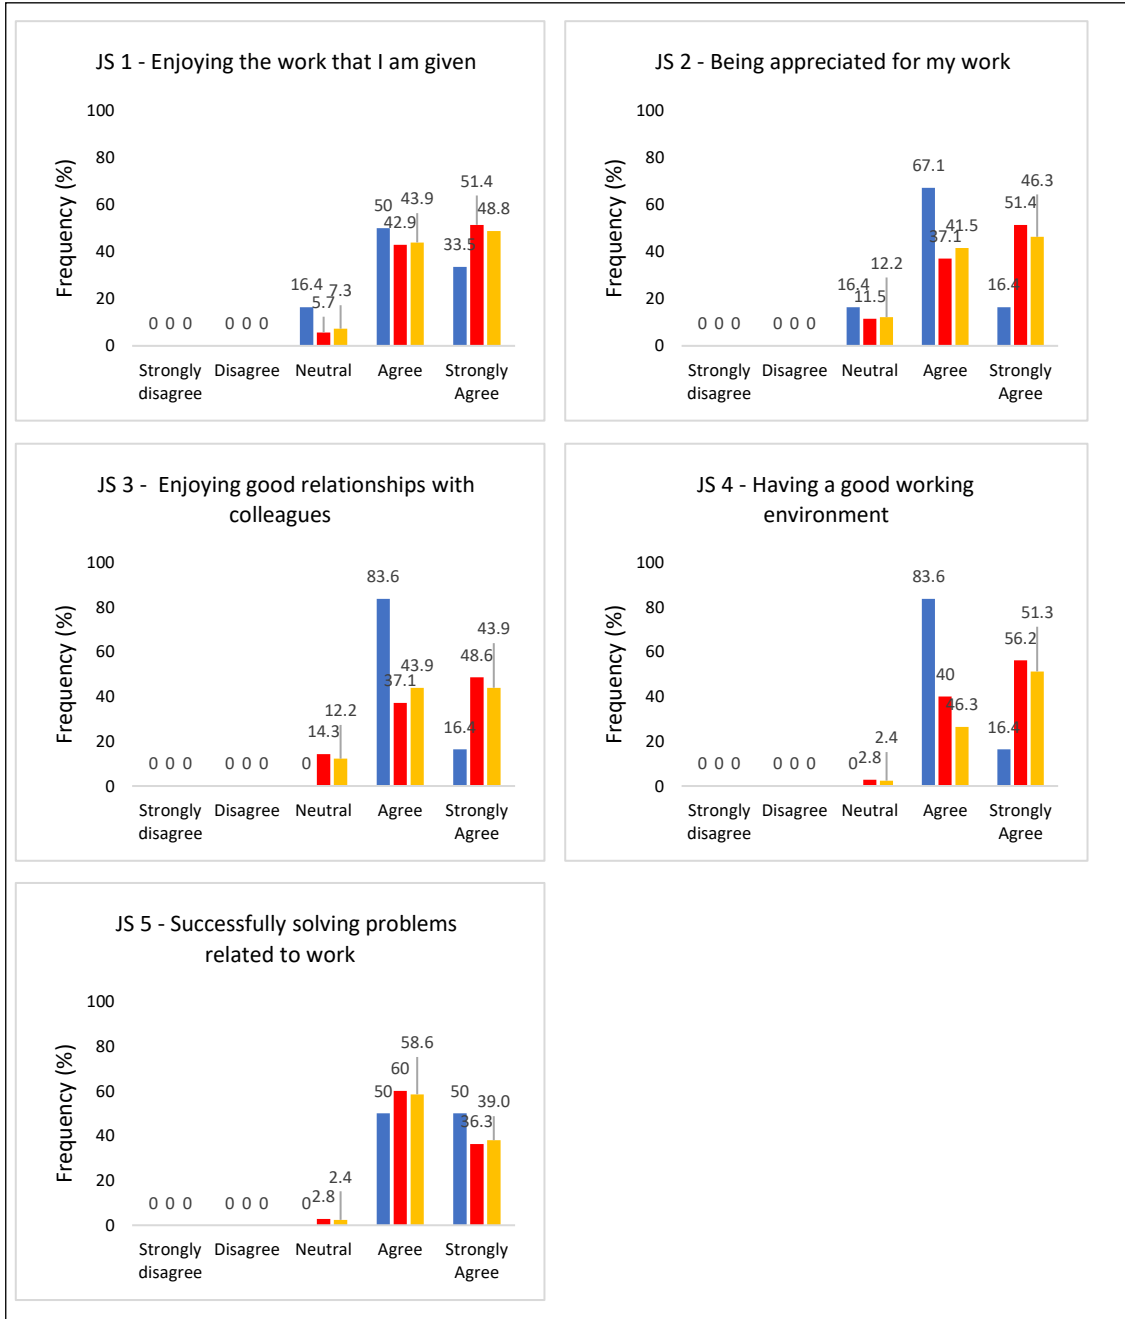 JS 1 - Enjoying the work that I am given
Frequency (%)
100
80
60
40
20
0
0 0 0
0 0 0
16.4 5.7 7.3
50 42.9 43.9
33.5 51.4 48.8
Strongly disagree Disagree Neutral Agree Strongly Agree
JS 2 - Being appreciated for my work
Frequency (%)
100
80
60
40
20
0
0 0 0
0 0 0
16.4 11.5 12.2
67.1 37.1 41.5
16.4 51.4 46.3
Strongly disagree Disagree Neutral Agree Strongly Agree
JS 3 - Enjoying good relationships with
colleagues
Frequency (%)
100
80
60
40
20
0
0 0 0
0 0 0
0 14.3 12.2
83.6 37.1 43.9
16.4 48.6 43.9
Strongly disagree Disagree Neutral Agree Strongly Agree
JS 4 - Having a good working
environment
Frequency (%)
100
80
60
40
20
0
0 0 0
0 0 0
0 2.8 2.4
83.6 40 46.3
16.4 56.2 51.3
Strongly disagree Disagree Neutral Agree Strongly Agree
JS 5 - Successfully solving problems
related to work
Frequency (%)
100
80
60
40
20
0
0 0 0
0 0 0
0 2.8 2.4
50 60 58.6
50 36.3 39.0
Strongly disagree Disagree Neutral Agree Strongly Agree